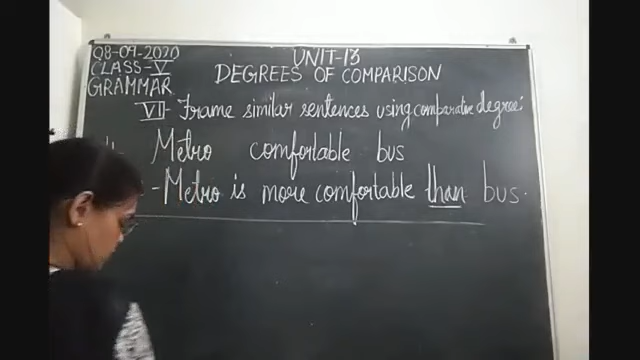 08-09-2020
CLASS-V
GRAMMAR
UNIT-13
DEGREES OF COMPARISON
VI- Frame similar sentences using comparative degree:
Metro comfortable bus
- Metro is more comfortable than bus.